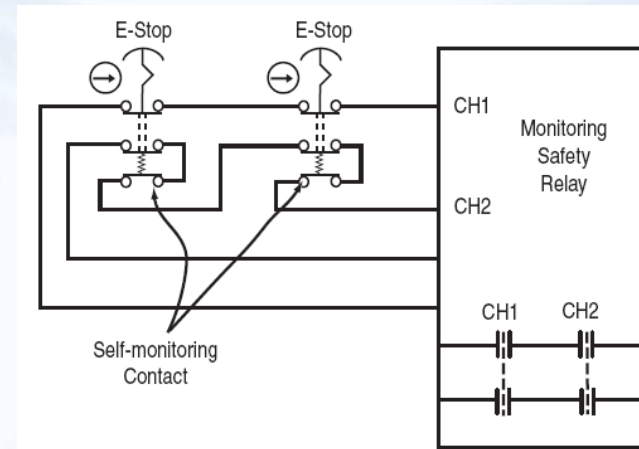 E-Stop
E-Stop
CH1
Monitoring
Safety
Relay
CH2
CH1
CH2
Self-monitoring
Contact